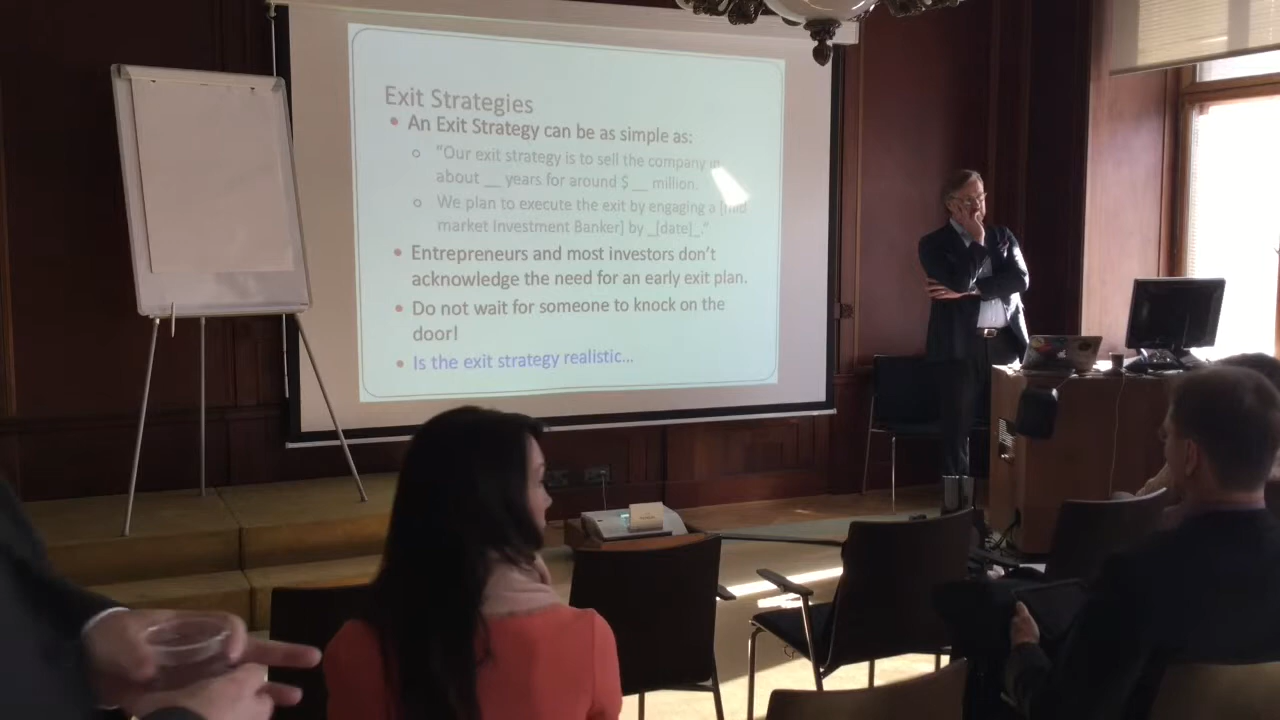 Exit Strategies
• An Exit Strategy can be as simple as:
○ "Our exit strategy is to sell the company in
about __ years for around $ __ million.
○ We plan to execute the exit by engaging a [mid
market Investment Banker] by _[date]_."
• Entrepreneurs and most investors don't
acknowledge the need for an early exit plan.
• Do not wait for someone to knock on the
door!
• Is the exit strategy realistic...